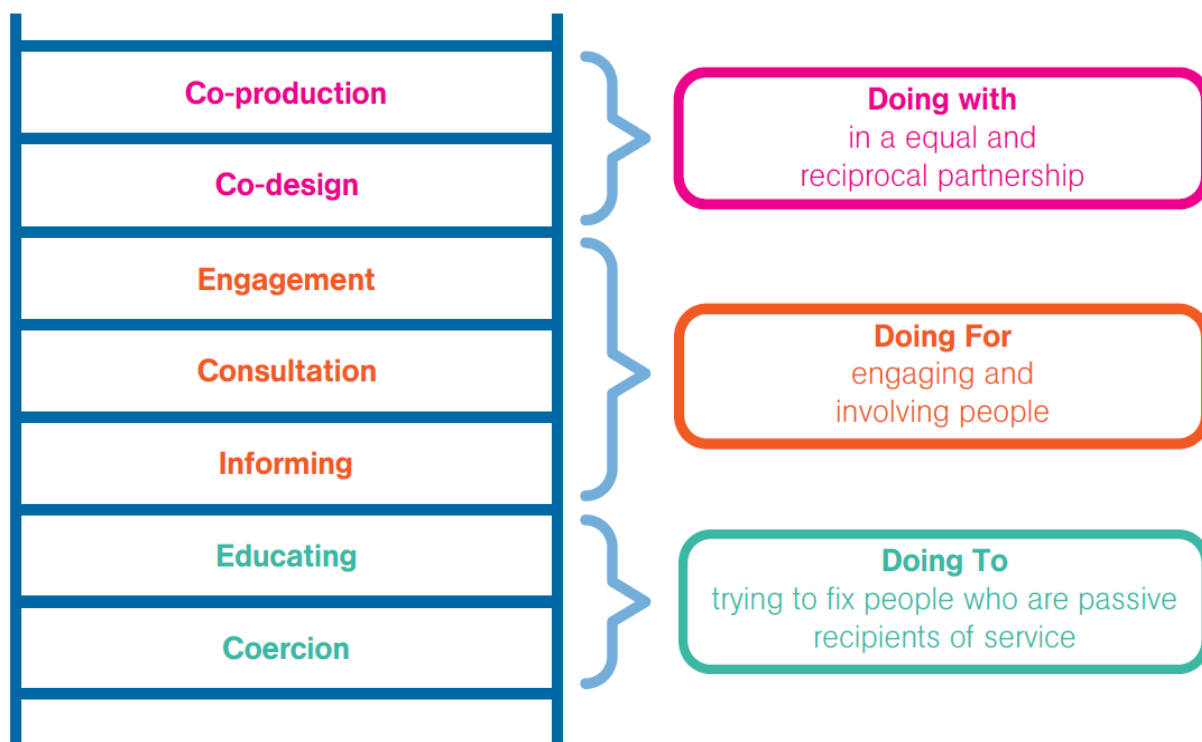 Co-production
Co-design
Doing with
in a equal and
reciprocal partnership
Engagement
Consultation
Informing
Doing For
engaging and
involving people
Educating
Coercion
Doing To
trying to fix people who are passive
recipients of service